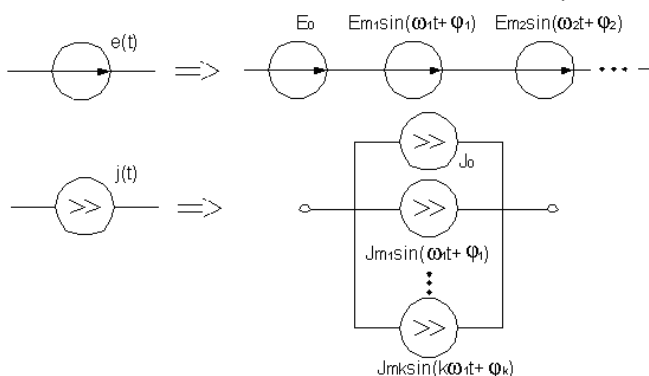 e(t)
E₀ Em₁sin(ω₁t+φ₁) Em₂sin(ω₂t+φ₂)
j(t)
J₀
Jm₁sin(ω₁t+φ₁)
Jmksin(kω₁t+φk)